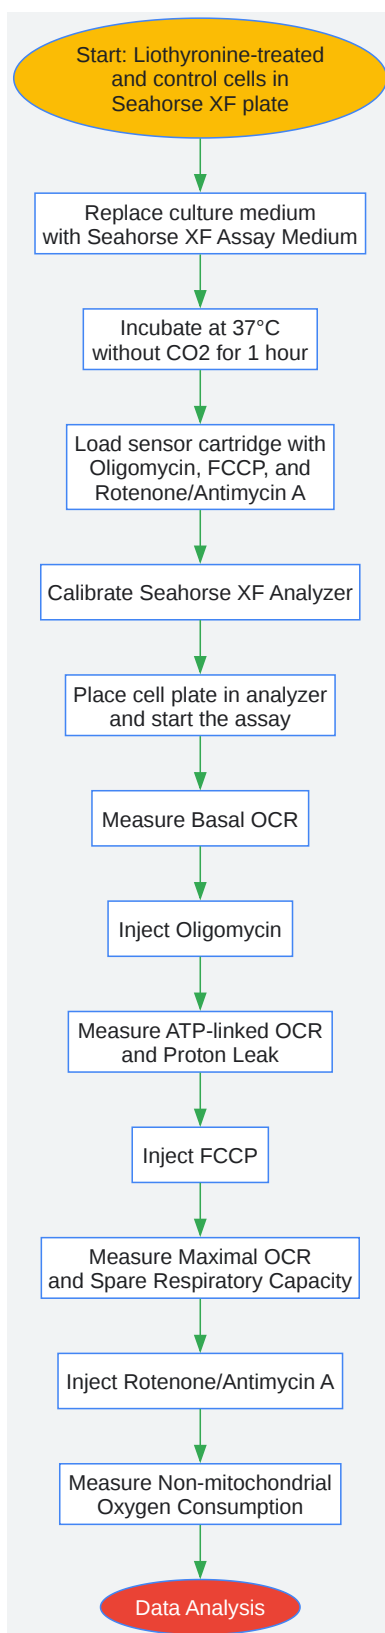 Start: Liothyronine-treated
and control cells in
Seahorse XF plate
Replace culture medium
with Seahorse XF Assay Medium
Incubate at 37°C
without CO2 for 1 hour
Load sensor cartridge with
Oligomycin, FCCP, and
Rotenone/Antimycin A
Calibrate Seahorse XF Analyzer
Place cell plate in analyzer
and start the assay
Measure Basal OCR
Inject Oligomycin
Measure ATP-linked OCR
and Proton Leak
Inject FCCP
Measure Maximal OCR
and Spare Respiratory Capacity
Inject Rotenone/Antimycin A
Measure Non-mitochondrial
Oxygen Consumption
Data Analysis